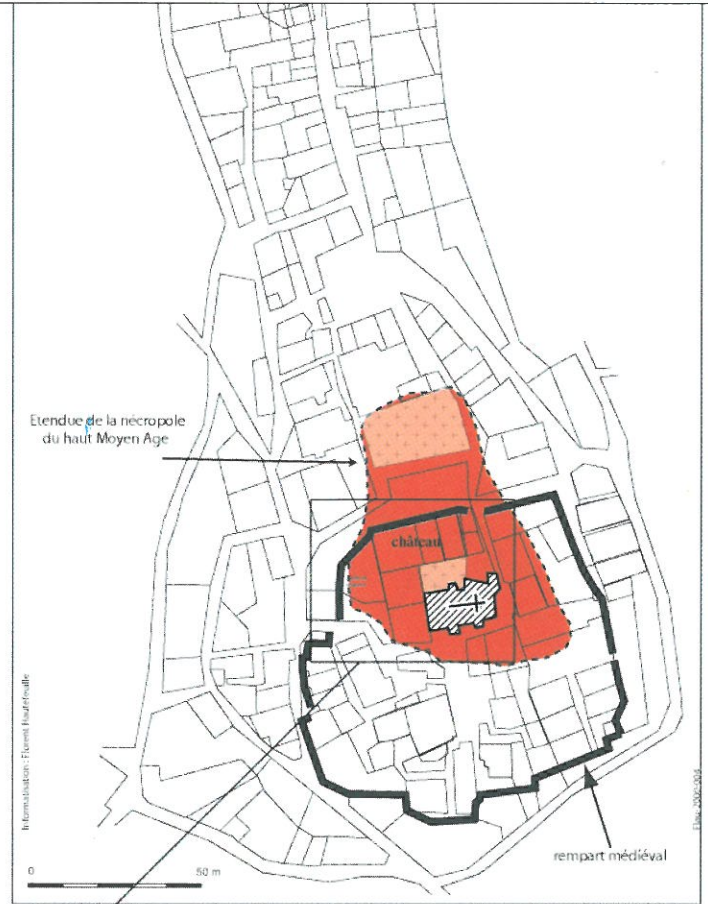 Etendue de la nécropole
du haut Moyen Age
château
Informatisation : Florent Hautefeuille
0 50 m
rempart médiéval